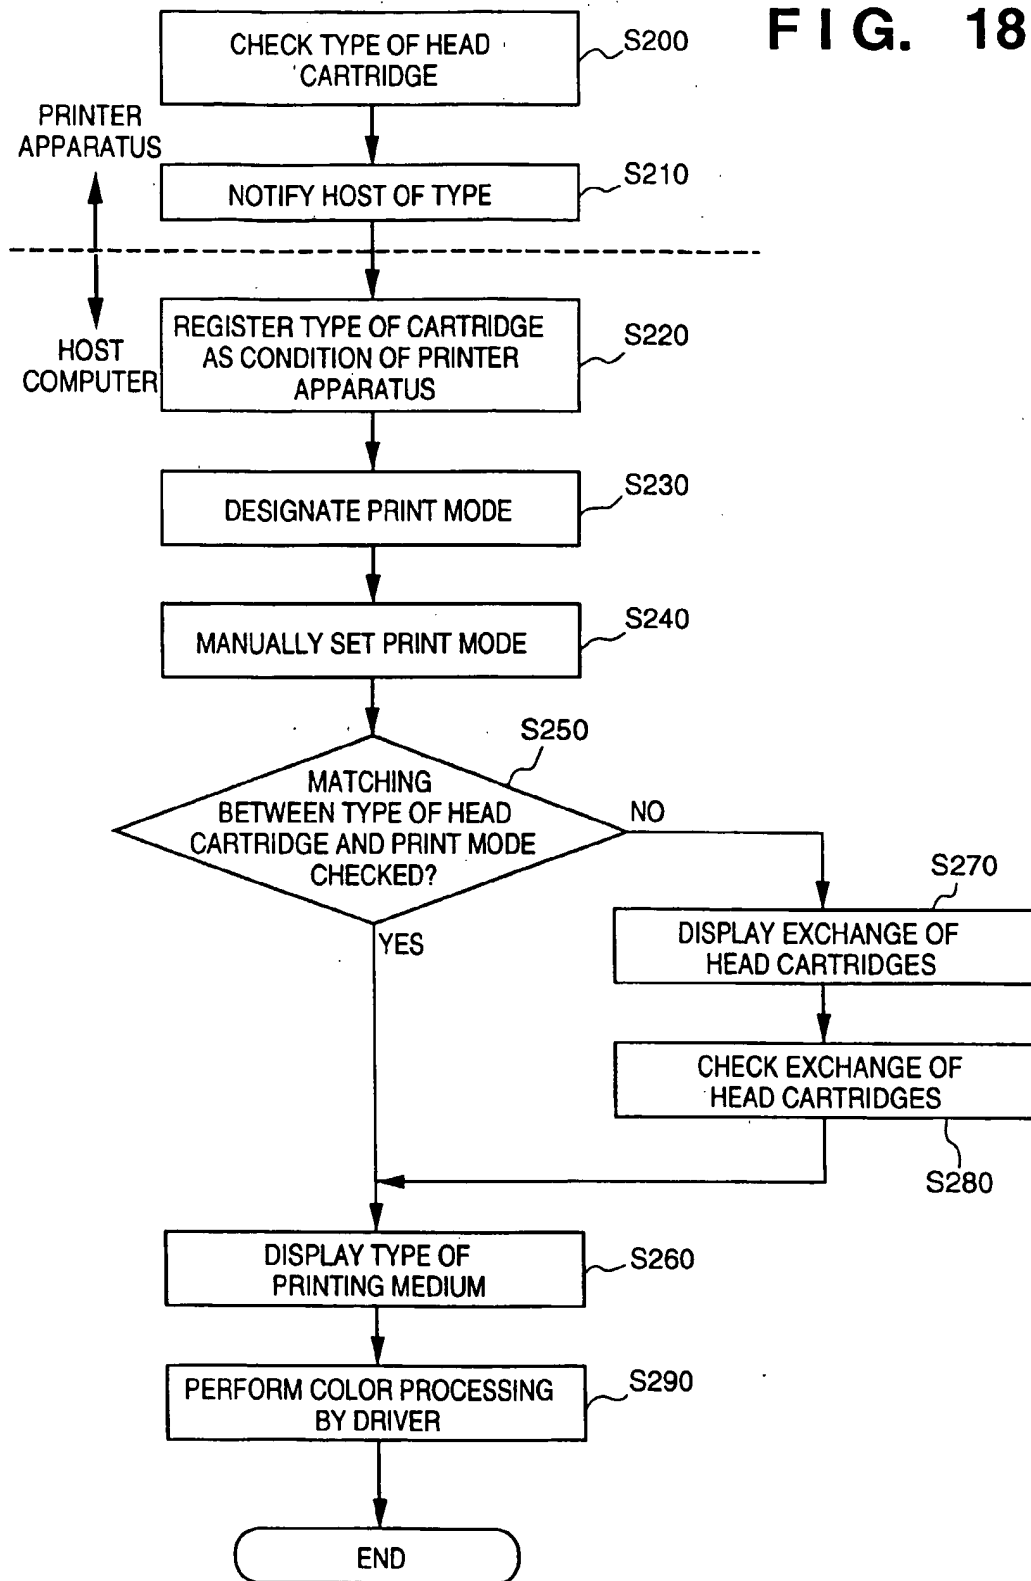 FIG. 18
CHECK TYPE OF HEAD
CARTRIDGE
S200
PRINTER
APPARATUS
NOTIFY HOST OF TYPE
S210
HOST
COMPUTER
REGISTER TYPE OF CARTRIDGE
AS CONDITION OF PRINTER
APPARATUS
S220
DESIGNATE PRINT MODE
S230
MANUALLY SET PRINT MODE
S240
S250
MATCHING
BETWEEN TYPE OF HEAD
CARTRIDGE AND PRINT MODE
CHECKED?
NO
YES
S270
DISPLAY EXCHANGE OF
HEAD CARTRIDGES
CHECK EXCHANGE OF
HEAD CARTRIDGES
S280
DISPLAY TYPE OF
PRINTING MEDIUM
S260
PERFORM COLOR PROCESSING
BY DRIVER
S290
END